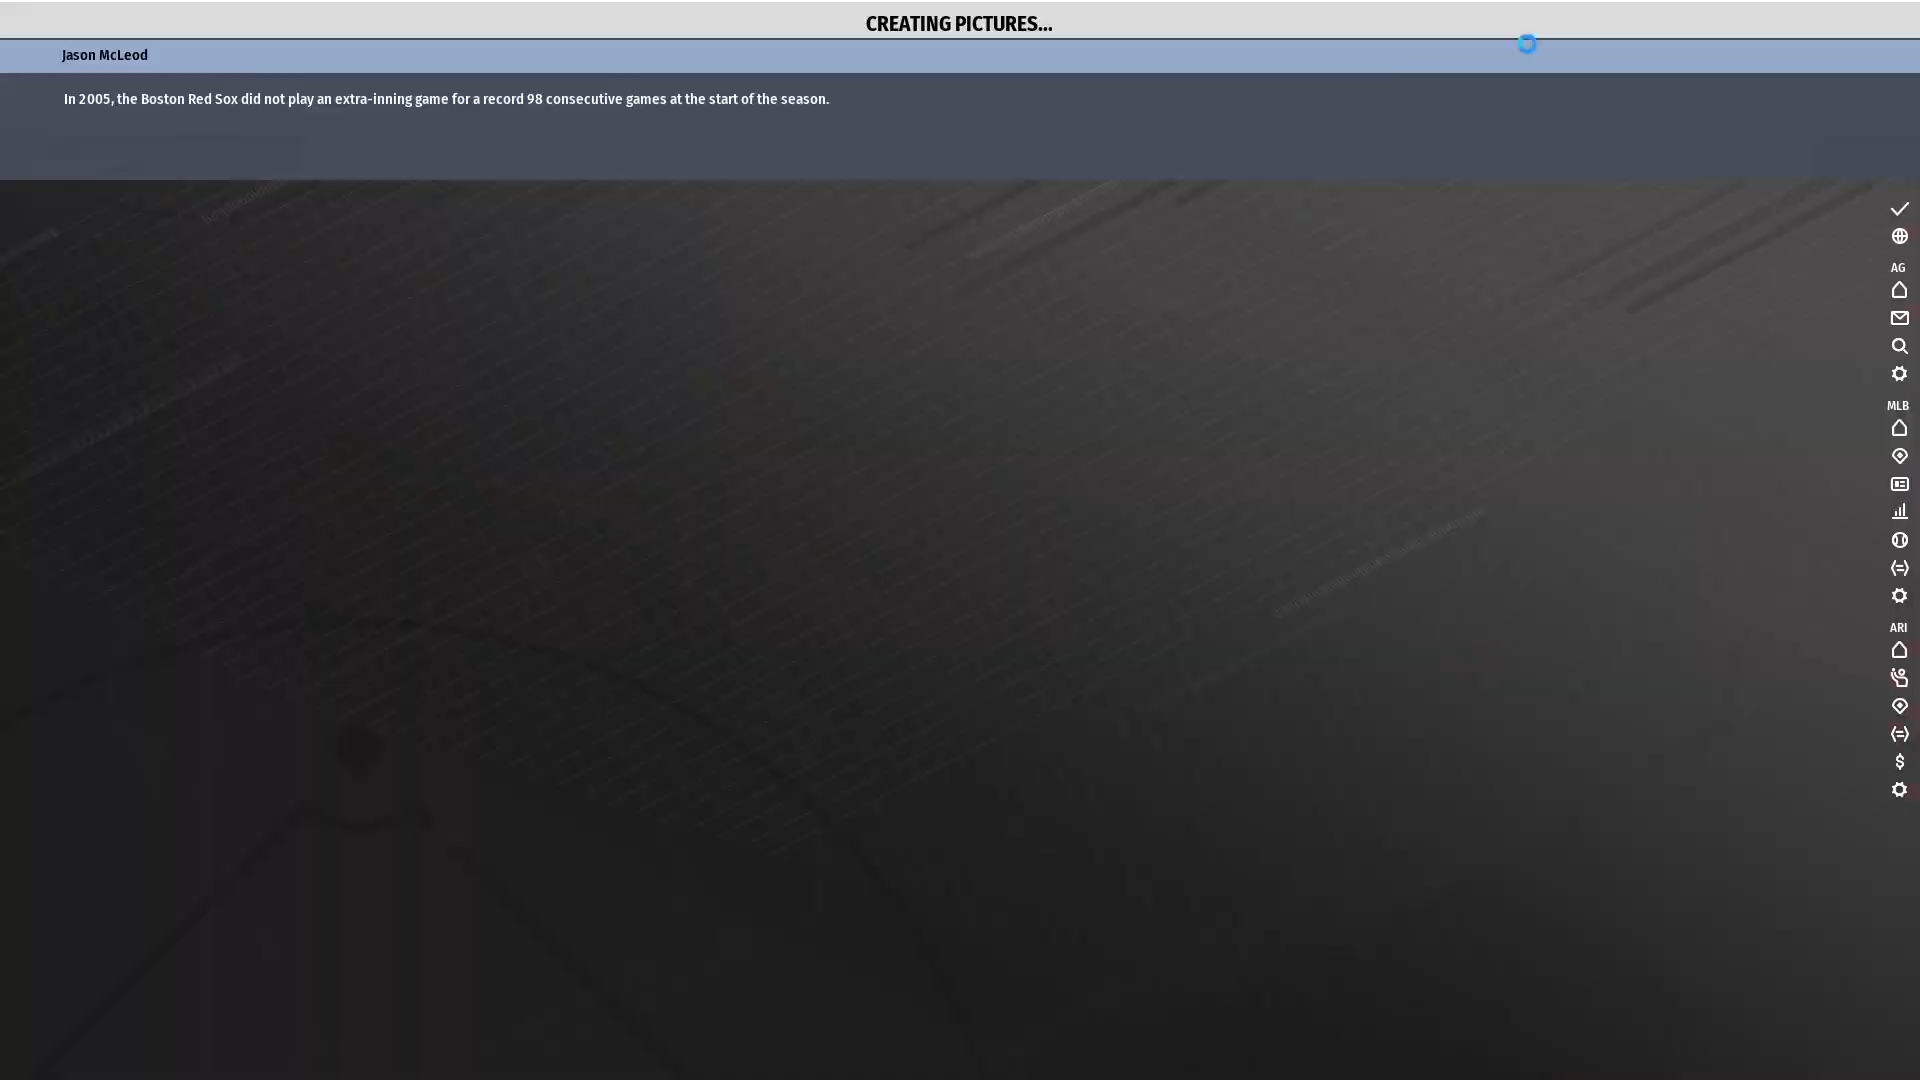 CREATING PICTURES...
Jason McLeod
In 2005, the Boston Red Sox did not play an extra-inning game for a record 98 consecutive games at the start of the season.
AG
MLB
ARI